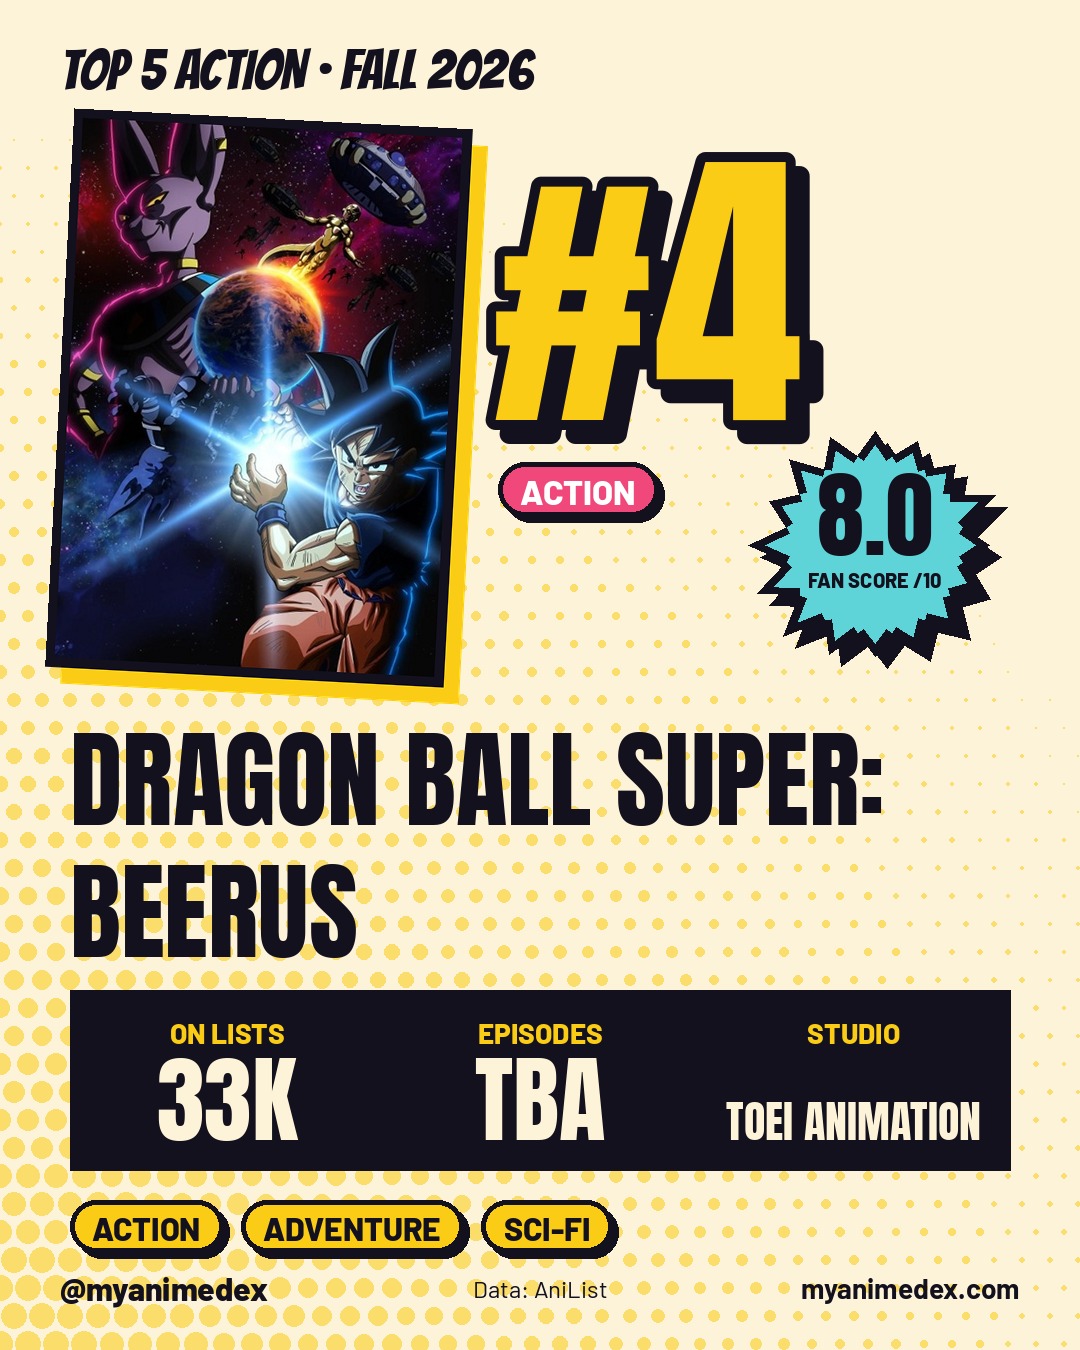 TOP 5 ACTION · FALL 2026
#4
ACTION
8.0
FAN SCORE /10
DRAGON BALL SUPER:
BEERUS
ON LISTS
33K
EPISODES
TBA
STUDIO
TOEI ANIMATION
ACTION ADVENTURE SCI-FI
@myanimedex Data: AniList myanimedex.com